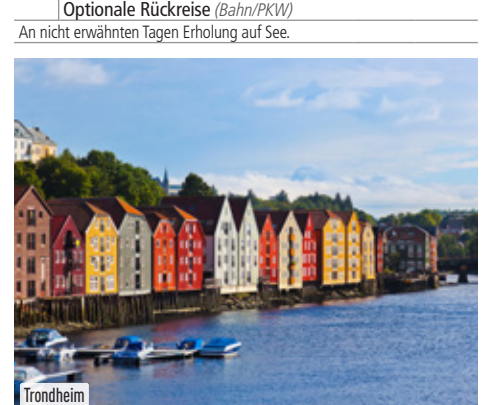 Optionale Rückreise (Bahn/PKW)
An nicht erwähnten Tagen Erholung auf See.
Trondheim